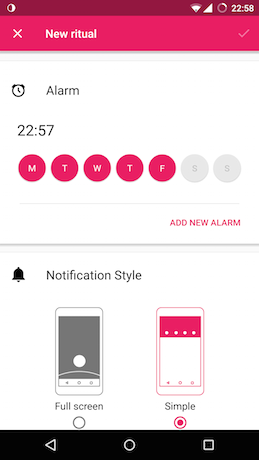 22:58
New ritual
Alarm
22:57
M T W T F S S
ADD NEW ALARM
Notification Style
Full screen Simple